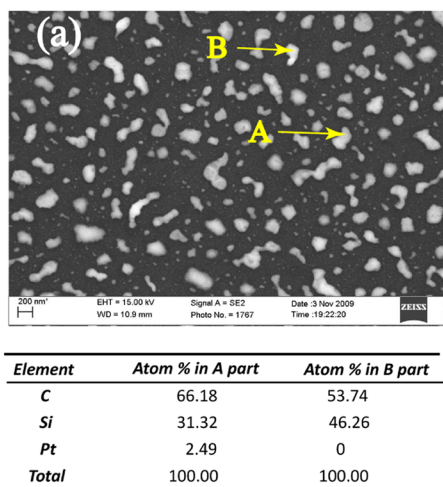 (a)
B
A
200 nm*
EHT = 15.00 kV Signal A = SE2 Date :3 Nov 2009 ZEISS
WD = 10.9 mm Photo No. = 1767 Time :19:22:20
Element Atom % in A part Atom % in B part
C 66.18 53.74
Si 31.32 46.26
Pt 2.49 0
Total 100.00 100.00